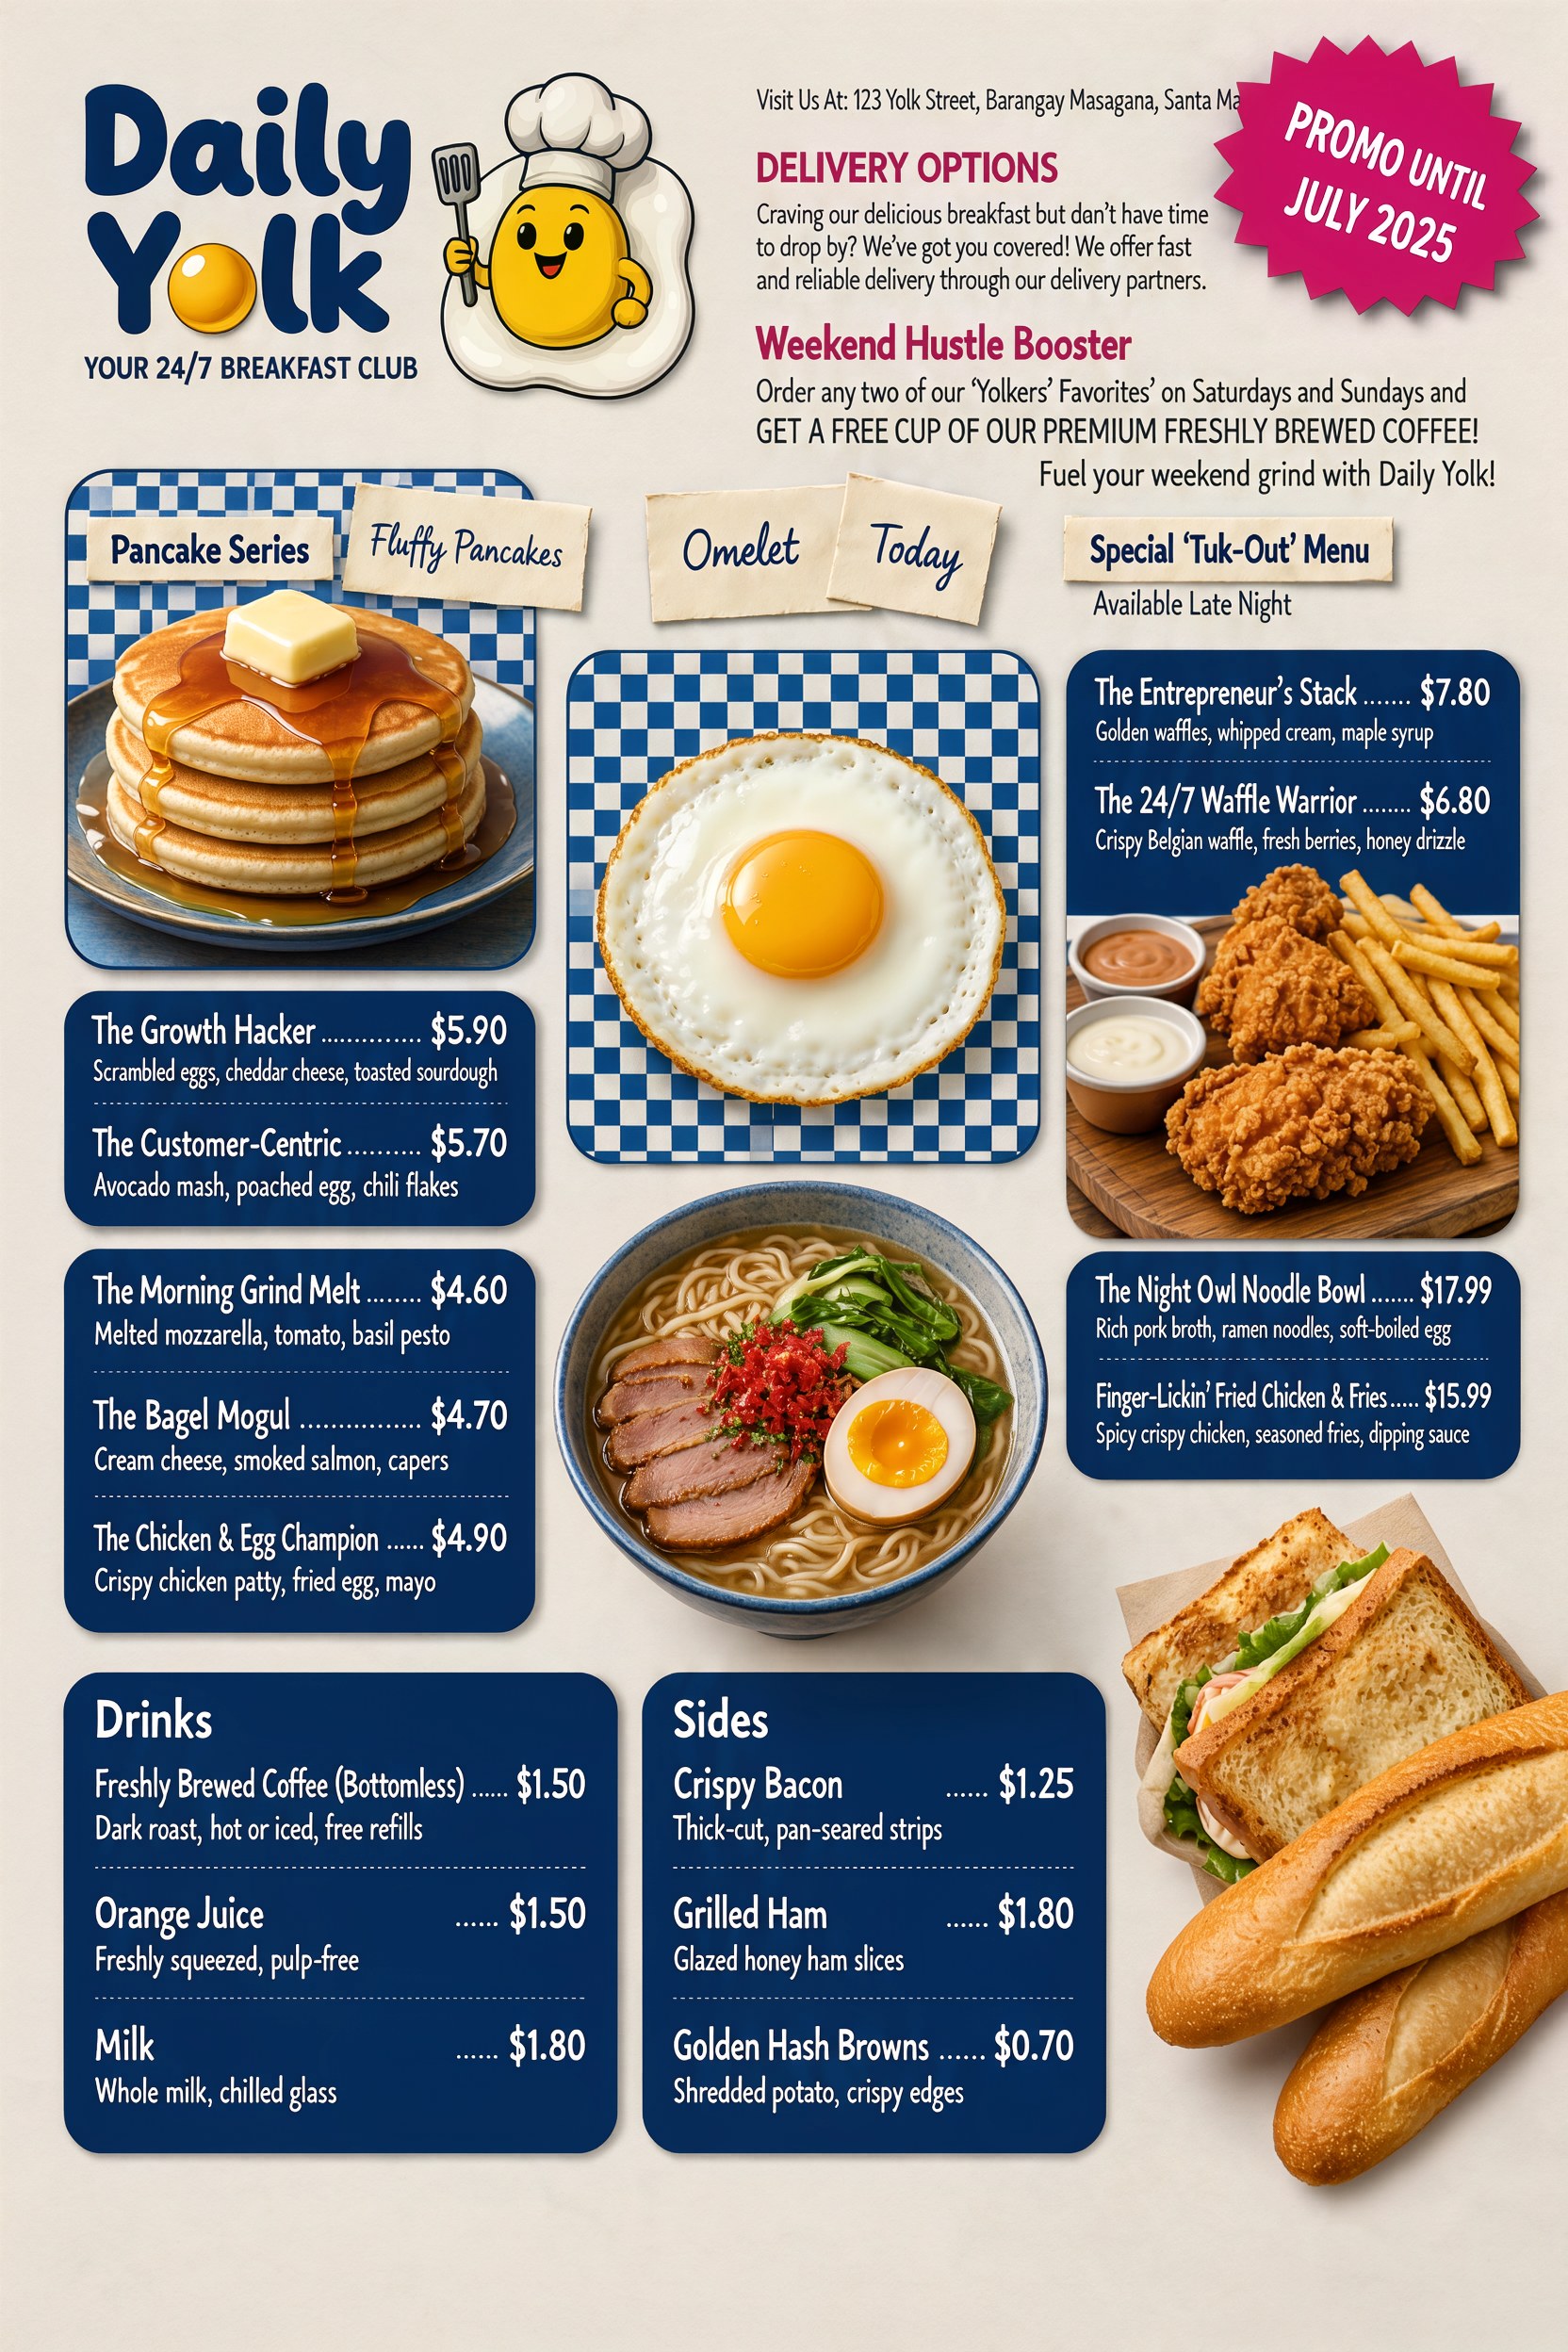 Daily
Yolk
YOUR 24/7 BREAKFAST CLUB
Visit Us At: 123 Yolk Street, Barangay Masagana, Santa
PROMO UNTIL
JULY 2025
DELIVERY OPTIONS
Craving our delicious breakfast but don't have time
to drop by? We've got you covered! We offer fast
and reliable delivery through our delivery partners.
Weekend Hustle Booster
Order any two of our 'Yolkers' Favorites' on Saturdays and Sundays and
GET A FREE CUP OF OUR PREMIUM FRESHLY BREWED COFFEE!
Fuel your weekend grind with Daily Yolk!
Pancake Series
Fluffy Pancakes
The Growth Hacker ............. $5.90
Scrambled eggs, cheddar cheese, toasted sourdough
The Customer-Centric .......... $5.70
Avocado mash, poached egg, chili flakes
The Morning Grind Melt ........ $4.60
Melted mozzarella, tomato, basil pesto
The Bagel Mogul ................ $4.70
Cream cheese, smoked salmon, capers
The Chicken & Egg Champion ...... $4.90
Crispy chicken patty, fried egg, mayo
Omelet
Today
Special 'Tuk-Out' Menu
Available Late Night
The Entrepreneur's Stack ....... $7.80
Golden waffles, whipped cream, maple syrup
The 24/7 Waffle Warrior ........ $6.80
Crispy Belgian waffle, fresh berries, honey drizzle
The Night Owl Noodle Bowl ....... $17.99
Rich pork broth, ramen noodles, soft-boiled egg
Finger-Lickin' Fried Chicken & Fries ..... $15.99
Spicy crispy chicken, seasoned fries, dipping sauce
Drinks
Freshly Brewed Coffee (Bottomless) ...... $1.50
Dark roast, hot or iced, free refills
Orange Juice ...... $1.50
Freshly squeezed, pulp-free
Milk ...... $1.80
Whole milk, chilled glass
Sides
Crispy Bacon ...... $1.25
Thick-cut, pan-seared strips
Grilled Ham ...... $1.80
Glazed honey ham slices
Golden Hash Browns ...... $0.70
Shredded potato, crispy edges